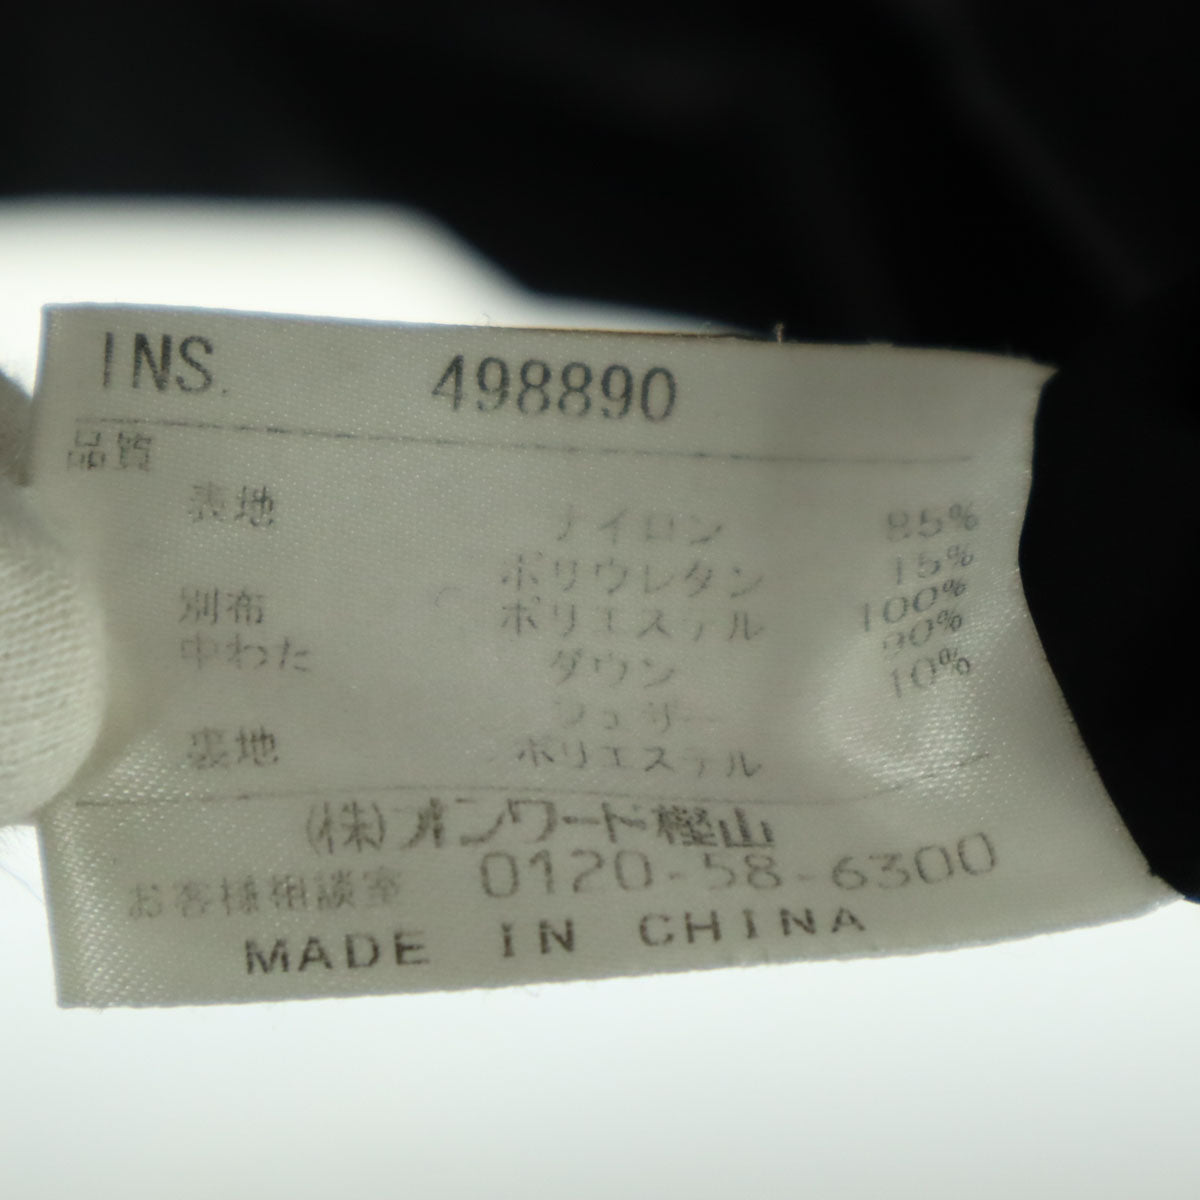 INS. 498890
品質
表地 ナイロン 85%
ポリウレタン 15%
別布 ポリエステル 100%
中わた ダウン 90%
フェザー 10%
裏地 ポリエステル
(株)オンワード樫山
お客様相談室 0120-58-6300
MADE IN CHINA